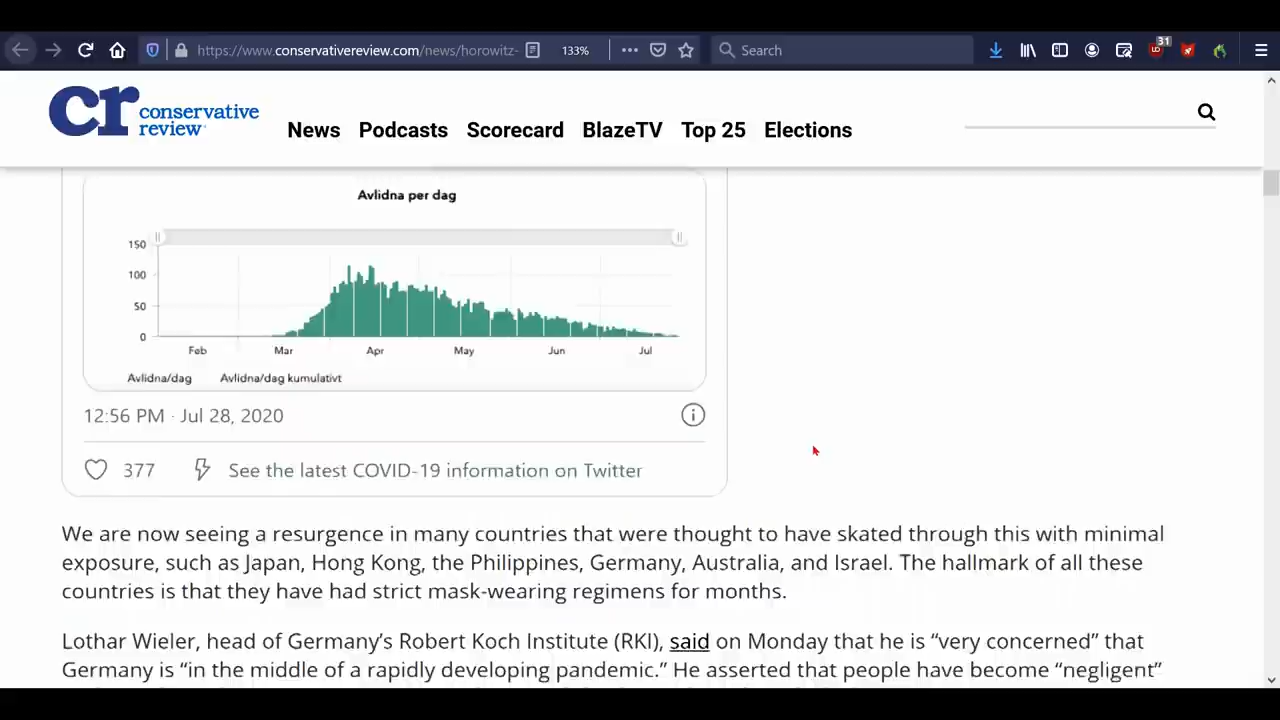 https://www.conservativereview.com/news/horowitz-
133%
Search
31
cr conservative review
News Podcasts Scorecard BlazeTV Top 25 Elections
Avlidna per dag
150
100
50
0
Feb Mar Apr May Jun Jul
Avlidna/dag Avlidna/dag kumulativt
12:56 PM · Jul 28, 2020
377 See the latest COVID-19 information on Twitter
We are now seeing a resurgence in many countries that were thought to have skated through this with minimal
exposure, such as Japan, Hong Kong, the Philippines, Germany, Australia, and Israel. The hallmark of all these
countries is that they have had strict mask-wearing regimens for months.
Lothar Wieler, head of Germany’s Robert Koch Institute (RKI), said on Monday that he is “very concerned” that
Germany is “in the middle of a rapidly developing pandemic.” He asserted that people have become “negligent”